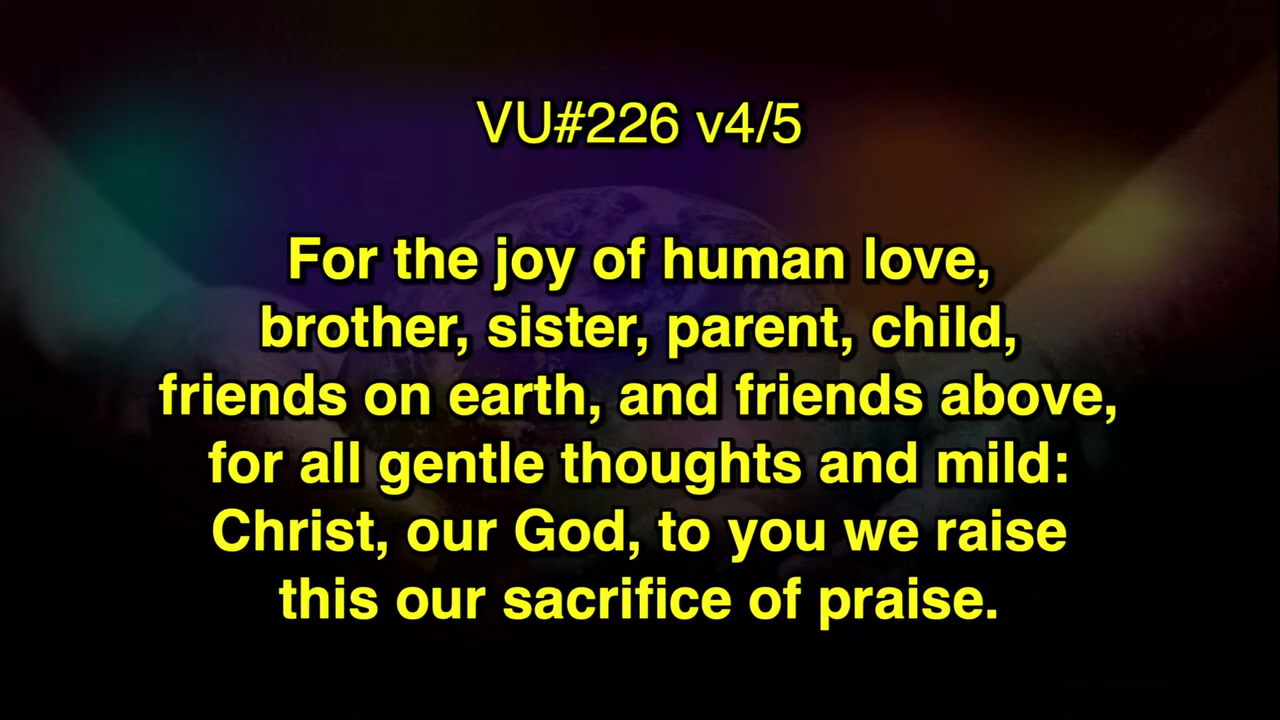 VU#226 v4/5
For the joy of human love,
brother, sister, parent, child,
friends on earth, and friends above,
for all gentle thoughts and mild:
Christ, our God, to you we raise
this our sacrifice of praise.